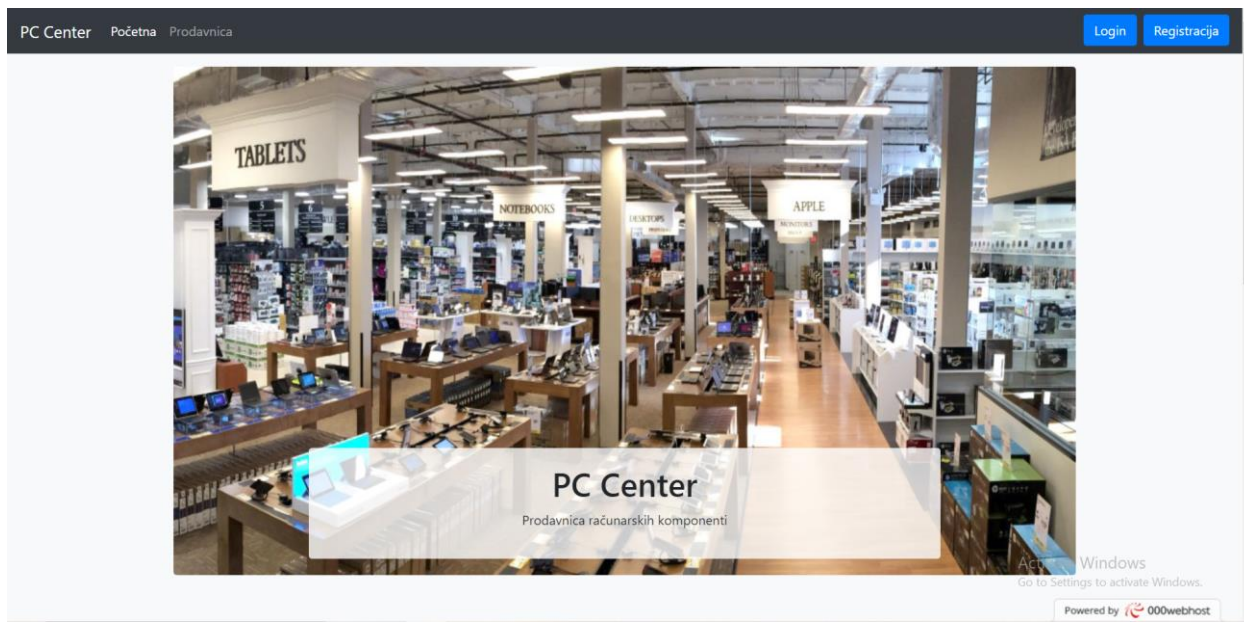 PC Center Početna Prodavnica Login Registracija
TABLETS
NOTEBOOKS
DESKTOPS
APPLE
MONITORS
PC Center
Prodavnica računarskih komponenti
Windows
Go to Settings to activate Windows.
Powered by 000webhost